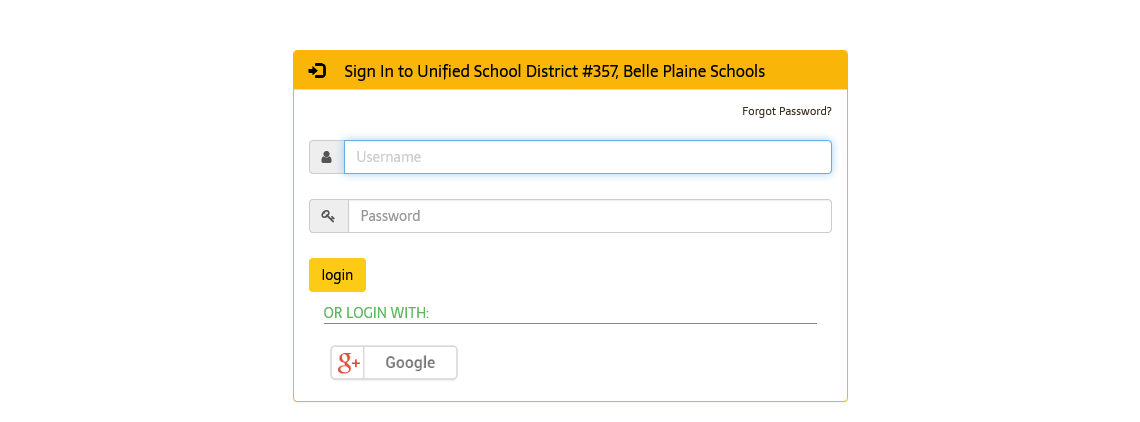 Sign In to Unified School District #357, Belle Plaine Schools
Forgot Password?
Username
Password
login
OR LOGIN WITH:
g+ Google